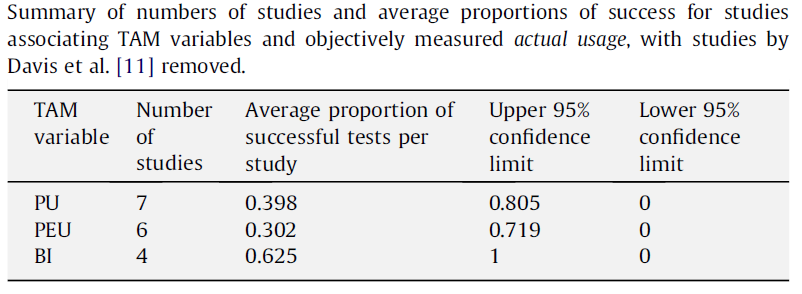 Summary of numbers of studies and average proportions of success for studies
associating TAM variables and objectively measured actual usage, with studies by
Davis et al. [11] removed.
TAM variable Number of studies Average proportion of successful tests per study Upper 95% confidence limit Lower 95% confidence limit
PU 7 0.398 0.805 0
PEU 6 0.302 0.719 0
BI 4 0.625 1 0